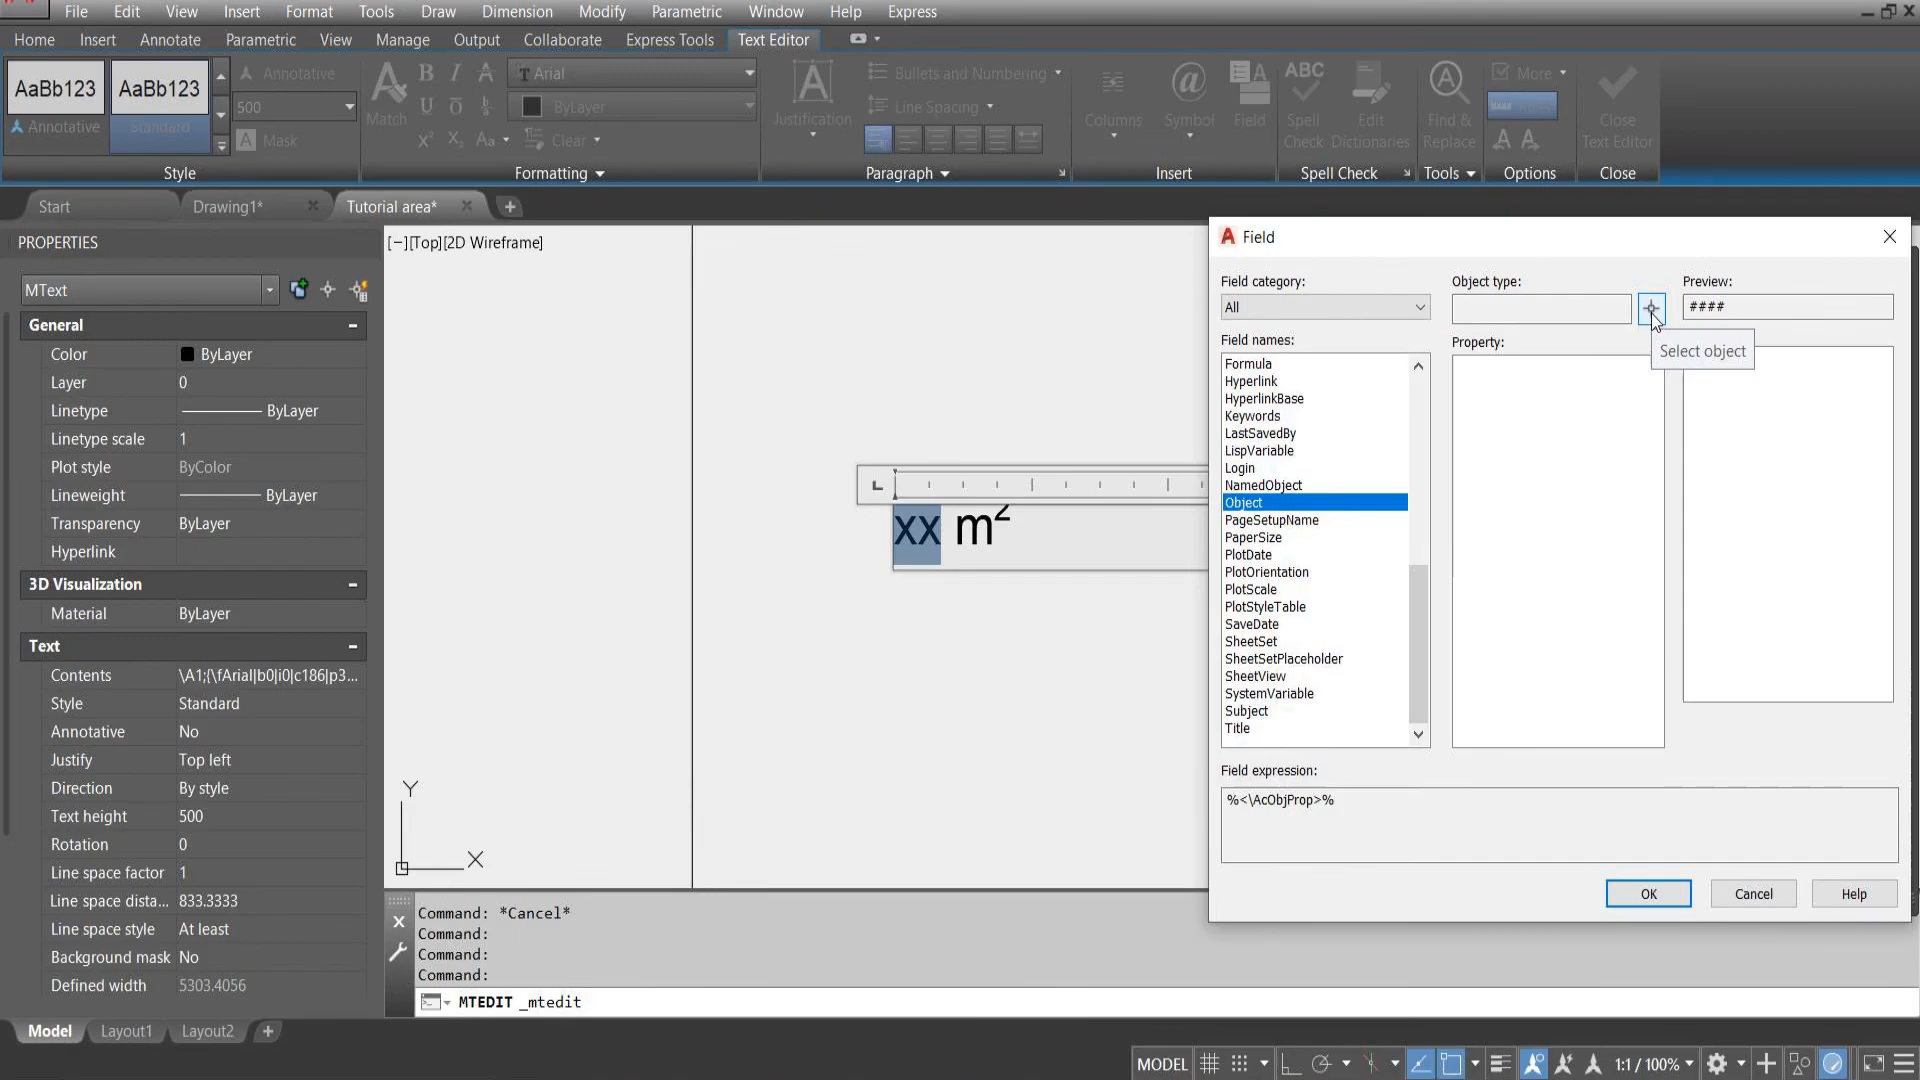 File Edit View Insert Format Tools Draw Dimension Modify Parametric Window Help Express
Home Insert Annotate Parametric View Manage Output Collaborate Express Tools Text Editor
AaBb123 AaBb123
Annotative Standard
Annotative
500
Mask
Style
Match
Arial
ByLayer
Aa Clear
Formatting
Justification
Bullets and Numbering
Line Spacing
Paragraph
Columns Symbol Field
Insert
ABC
Spell Check
Edit Dictionaries
Spell Check
Find & Replace
Tools
More
Options
Close Text Editor
Close
Start Drawing1* Tutorial area*
PROPERTIES
MText
General
Color ByLayer
Layer 0
Linetype ByLayer
Linetype scale 1
Plot style ByColor
Lineweight ByLayer
Transparency ByLayer
Hyperlink
3D Visualization
Material ByLayer
Text
Contents \A1;{\fArial|b0|i0|c186|p3...
Style Standard
Annotative No
Justify Top left
Direction By style
Text height 500
Rotation 0
Line space factor 1
Line space dista... 833.3333
Line space style At least
Background mask No
Defined width 5303.4056
[−][Top][2D Wireframe]
xx m²
Y
X
Field
Field category:
All
Field names:
Formula
Hyperlink
HyperlinkBase
Keywords
LastSavedBy
LispVariable
Login
NamedObject
Object
PageSetupName
PaperSize
PlotDate
PlotOrientation
PlotScale
PlotStyleTable
SaveDate
SheetSet
SheetSetPlaceholder
SheetView
SystemVariable
Subject
Title
Object type:
Property:
Preview:
####
Select object
Field expression:
%<\AcObjProp>%
OK Cancel Help
Command: *Cancel*
Command:
Command:
Command:
MTEDIT _mtedit
Model Layout1 Layout2
MODEL 1:1 / 100%